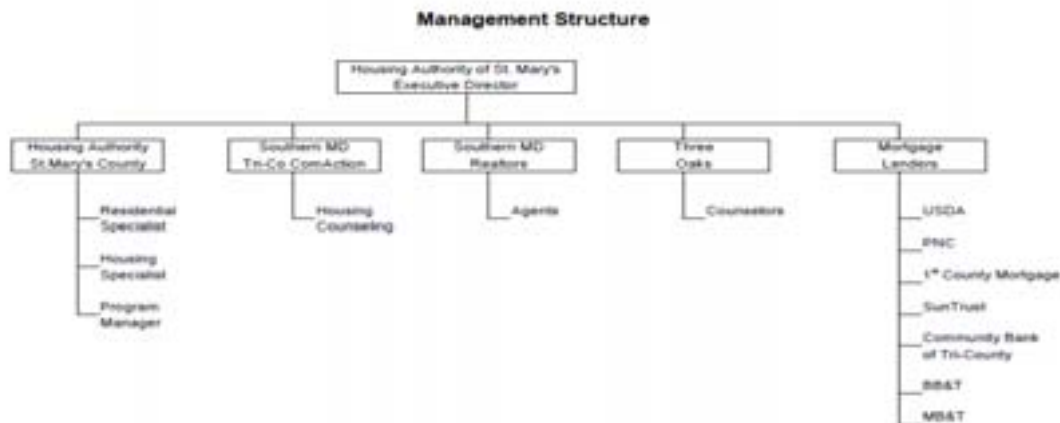 Management Structure
Housing Authority of St. Mary's
Executive Director
Housing Authority
St.Mary's County
Southern MD
Tri-Co ComAction
Southern MD
Realtors
Three
Oaks
Mortgage
Lenders
Residential
Specialist
Housing
Specialist
Program
Manager
Housing
Counseling
Agents
Counselors
USDA
PNC
1st County Mortgage
SunTrust
Community Bank
of Tri-County
BB&T
MB&T